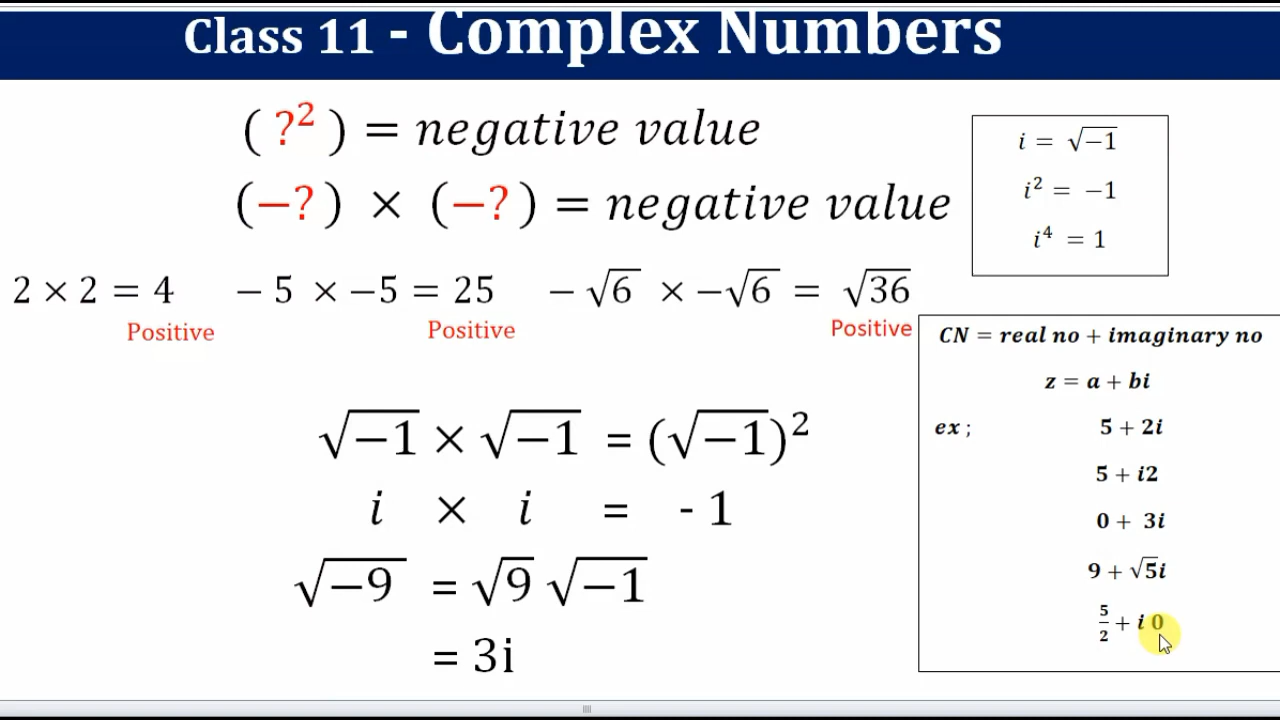 Class 11 - Complex Numbers
( ?² ) = negative value
(−?) × (−?) = negative value
2 × 2 = 4
Positive
− 5 × −5 = 25
Positive
− √6 × −√6 = √36
Positive
√−1 × √−1 = (√−1)²
i × i = - 1
√−9 = √9 √−1
= 3i
i = √−1
i² = −1
i⁴ = 1
CN = real no + imaginary no
z = a + bi
ex ; 5 + 2i
5 + i2
0 + 3i
9 + √5i
5/2 + i 0